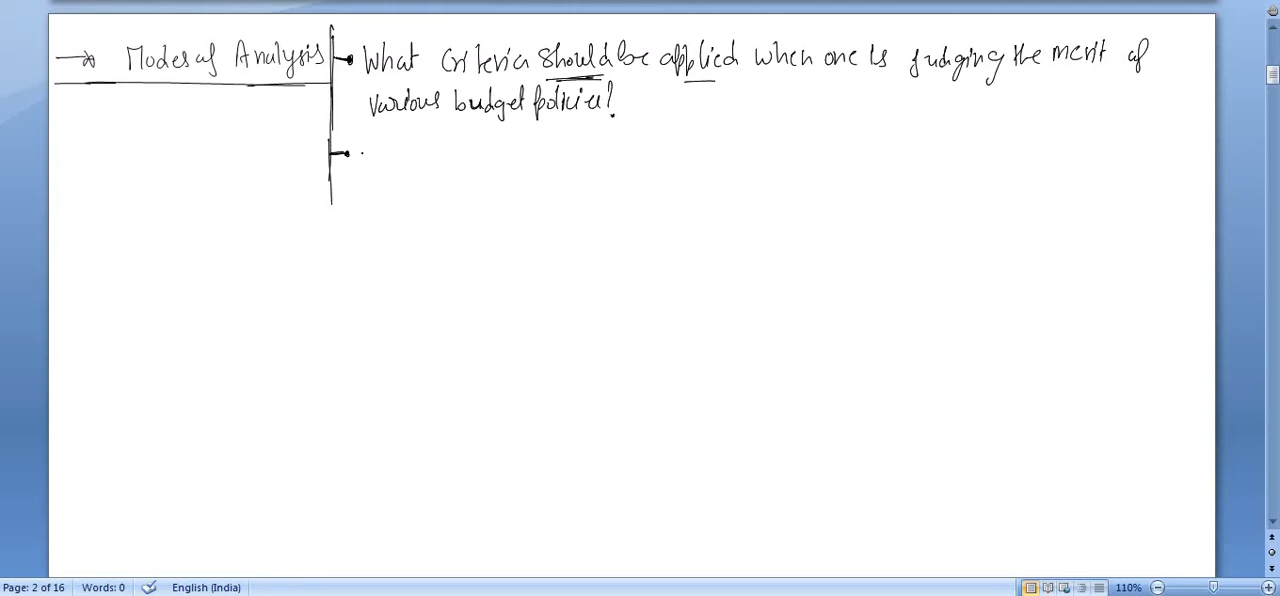 Modes of Analysis
What Criteria should be applied when one is judging the merit of
various budget policies?
Page: 2 of 16
Words: 0
English (India)
110%